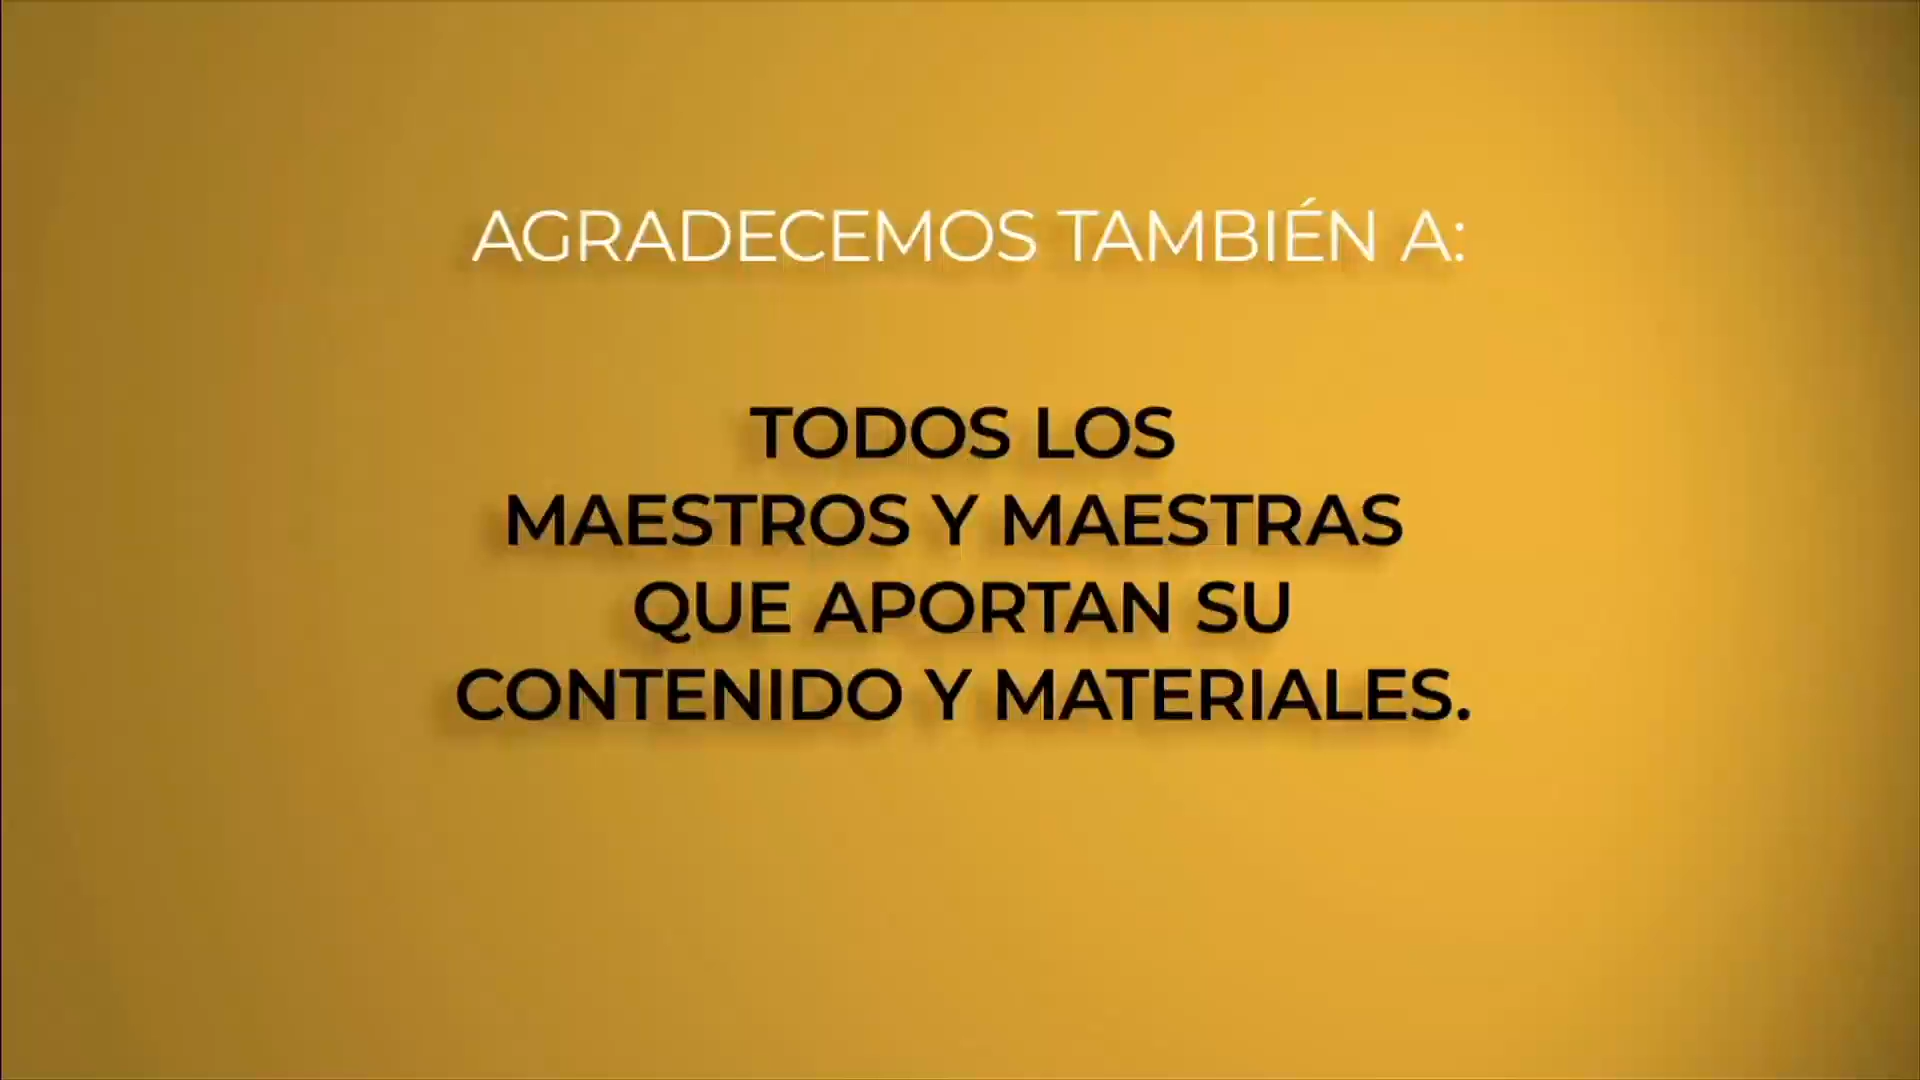 AGRADECEMOS TAMBIÉN A:
TODOS LOS
MAESTROS Y MAESTRAS
QUE APORTAN SU
CONTENIDO Y MATERIALES.